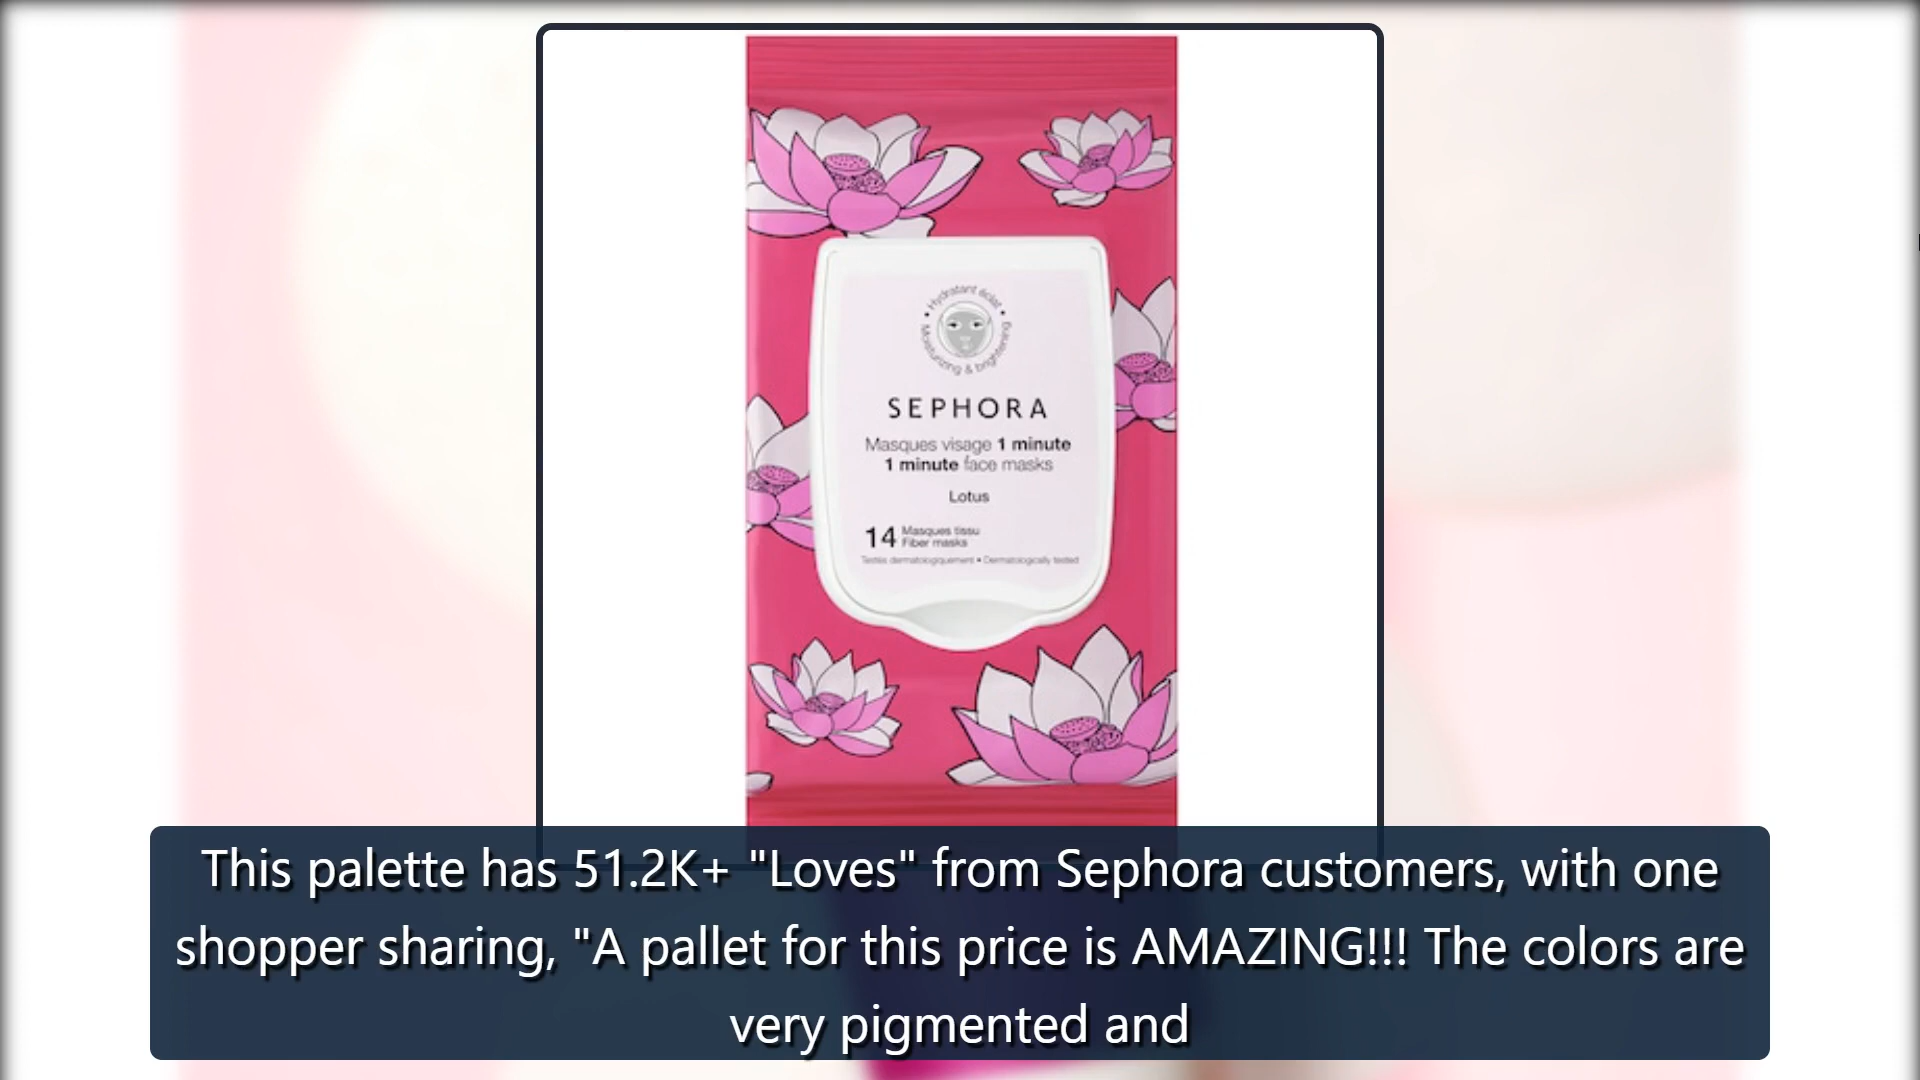 Hydratant éclat
Moisturizing & brightening
SEPHORA
Masques visage 1 minute
1 minute face masks
Lotus
14 Masques tissu
Fiber masks
Testés dermatologiquement • Dermatologically tested
This palette has 51.2K+ "Loves" from Sephora customers, with one
shopper sharing, "A pallet for this price is AMAZING!!! The colors are
very pigmented and